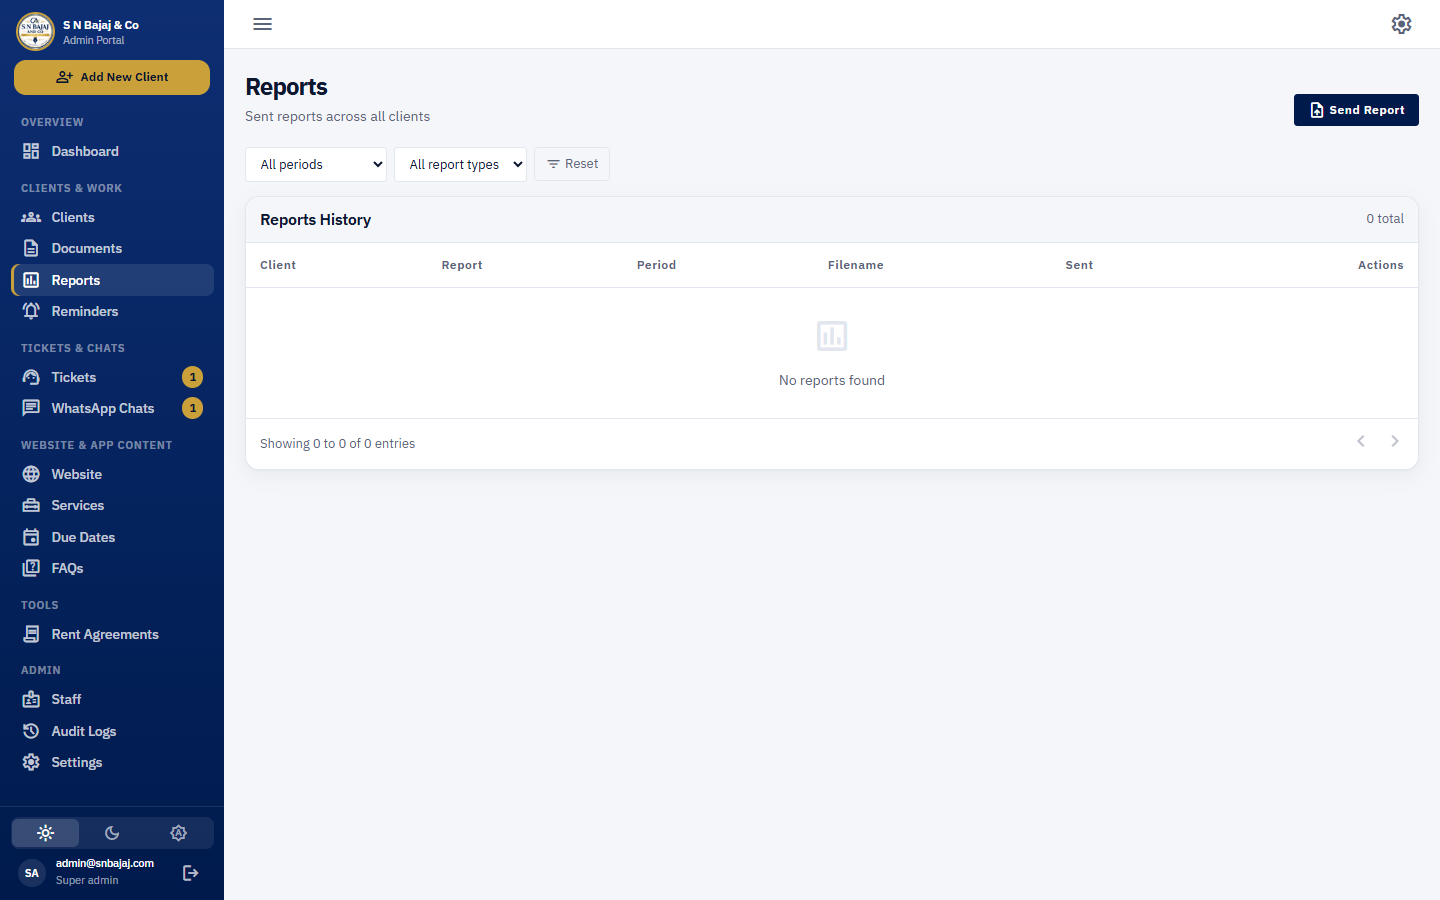 S N Bajaj & Co
Admin Portal
Add New Client
OVERVIEW
Dashboard
CLIENTS & WORK
Clients
Documents
Reports
Reminders
TICKETS & CHATS
Tickets 1
WhatsApp Chats 1
WEBSITE & APP CONTENT
Website
Services
Due Dates
FAQs
TOOLS
Rent Agreements
ADMIN
Staff
Audit Logs
Settings
SA
admin@snbajaj.com
Super admin
Reports
Sent reports across all clients
Send Report
All periods All report types Reset
Reports History 0 total
Client Report Period Filename Sent Actions
No reports found
Showing 0 to 0 of 0 entries